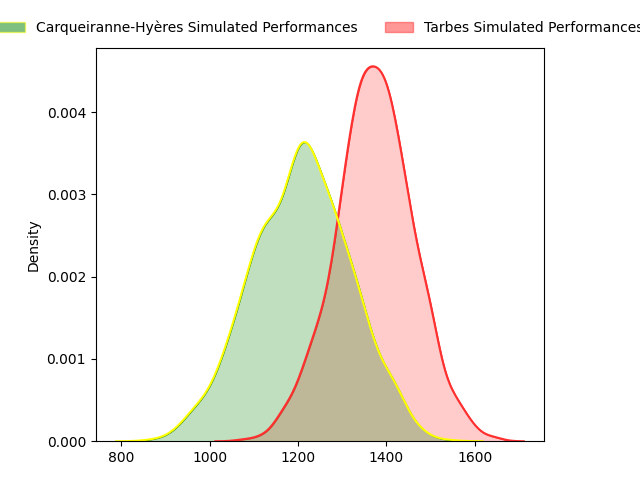 Carqueiranne-Hyères Simulated Performances Tarbes Simulated Performances
0.004
0.003
0.002
0.001
0.000
Density
800 1000 1200 1400 1600